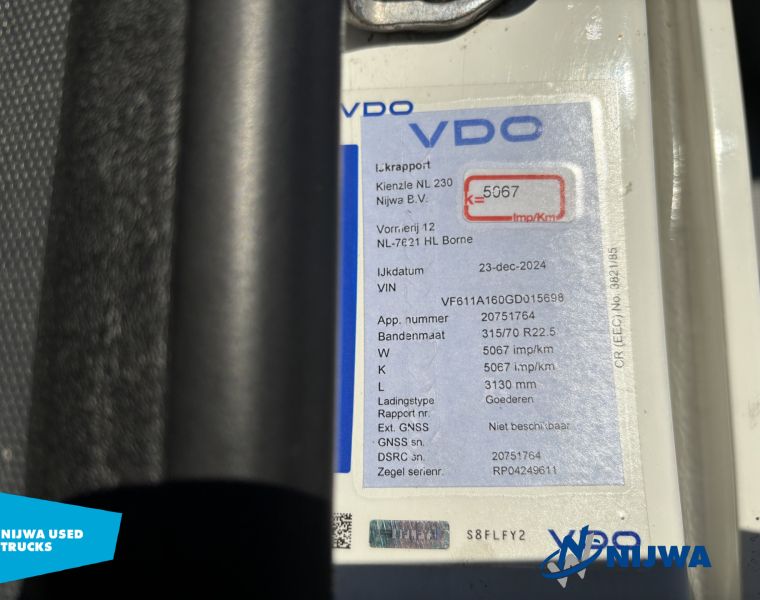 VDO
VDO
IJkrapport
Kienzle NL 230
Nijwa B.V.
K= 5067
Imp/Km
Vormerij 12
NL-7621 HL Borne
IJkdatum 23-dec-2024
VIN
VF611A160GD015698
App. nummer 20751764
Bandenmaat 315/70 R22.5
W 5067 imp/km
K 5067 imp/km
L 3130 mm
Ladingstype Goederen
Rapport nr.
Ext. GNSS Niet beschikbaar
GNSS sn.
DSRC sn. 20751764
Zegel serienr. RP04249611
CR (EEC) No. 3821/85
S8FLFY2
VDO
NIJWA USED
TRUCKS
NIJWA